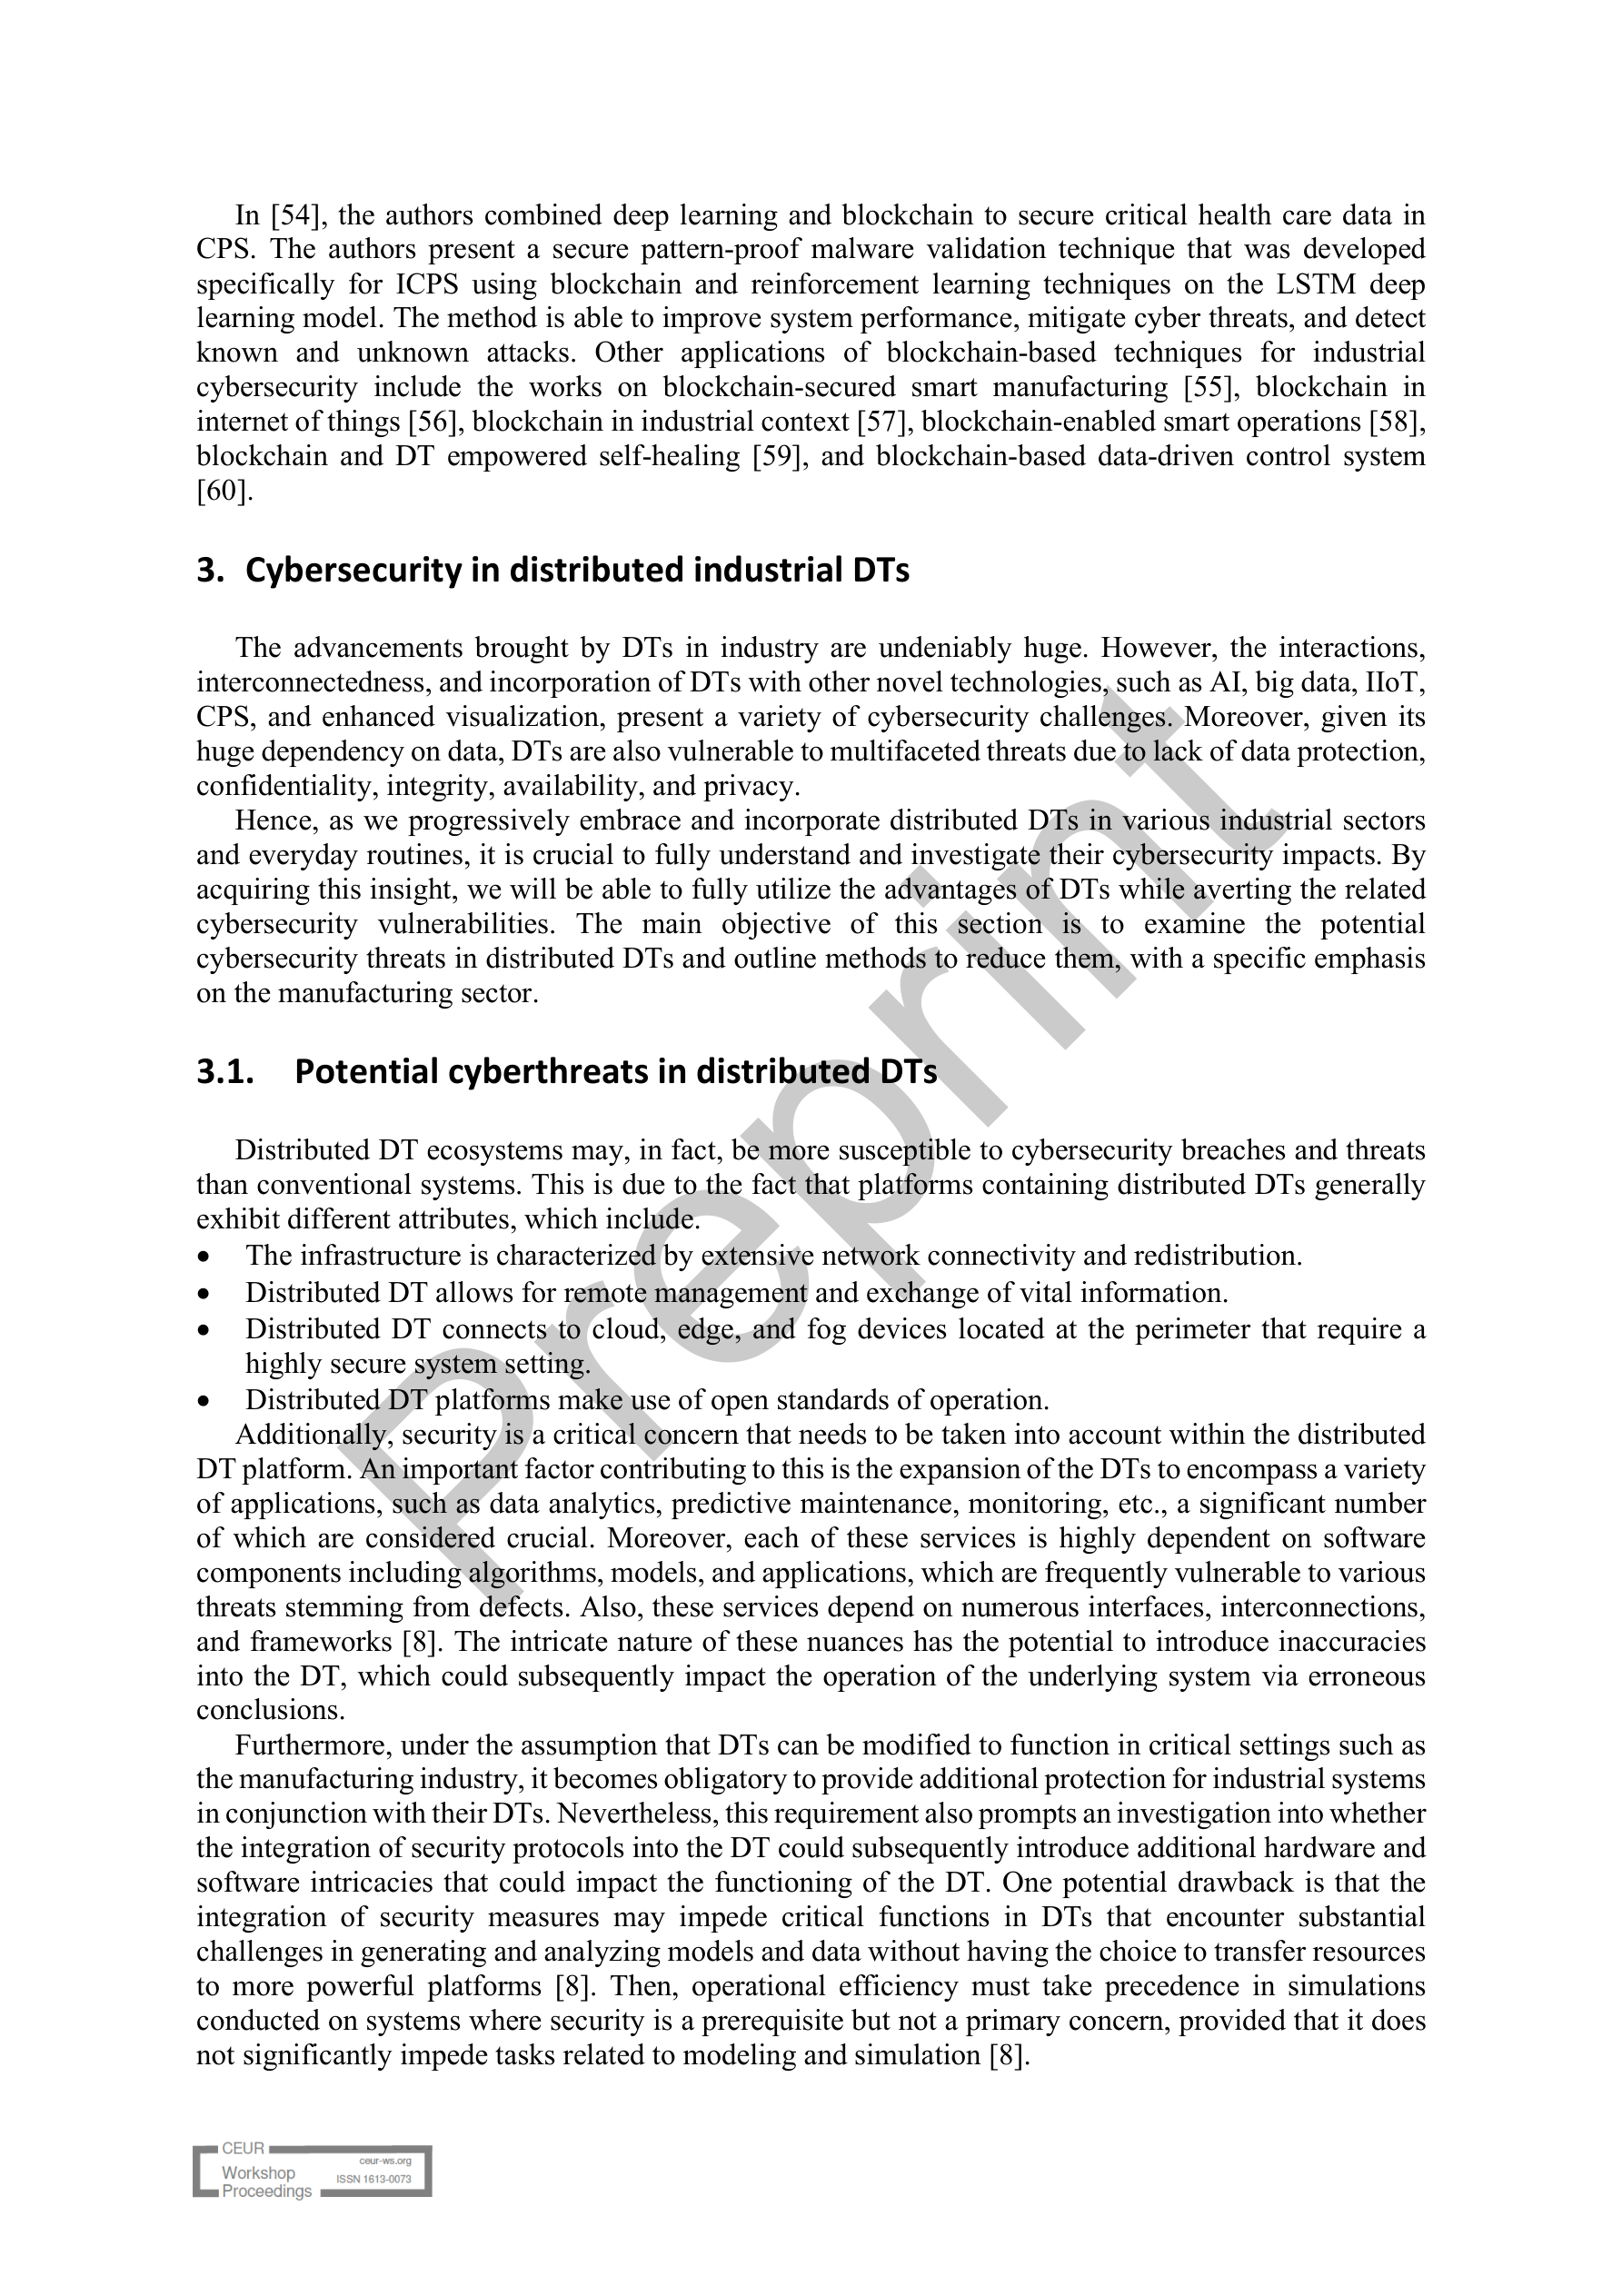 In [54], the authors combined deep learning and blockchain to secure critical health care data in
CPS. The authors present a secure pattern-proof malware validation technique that was developed
specifically for ICPS using blockchain and reinforcement learning techniques on the LSTM deep
learning model. The method is able to improve system performance, mitigate cyber threats, and detect
known and unknown attacks. Other applications of blockchain-based techniques for industrial
cybersecurity include the works on blockchain-secured smart manufacturing [55], blockchain in
internet of things [56], blockchain in industrial context [57], blockchain-enabled smart operations [58],
blockchain and DT empowered self-healing [59], and blockchain-based data-driven control system
[60].
3. Cybersecurity in distributed industrial DTs
The advancements brought by DTs in industry are undeniably huge. However, the interactions,
interconnectedness, and incorporation of DTs with other novel technologies, such as AI, big data, IIoT,
CPS, and enhanced visualization, present a variety of cybersecurity challenges. Moreover, given its
huge dependency on data, DTs are also vulnerable to multifaceted threats due to lack of data protection,
confidentiality, integrity, availability, and privacy.
Hence, as we progressively embrace and incorporate distributed DTs in various industrial sectors
and everyday routines, it is crucial to fully understand and investigate their cybersecurity impacts. By
acquiring this insight, we will be able to fully utilize the advantages of DTs while averting the related
cybersecurity vulnerabilities. The main objective of this section is to examine the potential
cybersecurity threats in distributed DTs and outline methods to reduce them, with a specific emphasis
on the manufacturing sector.
3.1. Potential cyberthreats in distributed DTs
Distributed DT ecosystems may, in fact, be more susceptible to cybersecurity breaches and threats
than conventional systems. This is due to the fact that platforms containing distributed DTs generally
exhibit different attributes, which include.
• The infrastructure is characterized by extensive network connectivity and redistribution.
• Distributed DT allows for remote management and exchange of vital information.
• Distributed DT connects to cloud, edge, and fog devices located at the perimeter that require a
highly secure system setting.
• Distributed DT platforms make use of open standards of operation.
Additionally, security is a critical concern that needs to be taken into account within the distributed
DT platform. An important factor contributing to this is the expansion of the DTs to encompass a variety
of applications, such as data analytics, predictive maintenance, monitoring, etc., a significant number
of which are considered crucial. Moreover, each of these services is highly dependent on software
components including algorithms, models, and applications, which are frequently vulnerable to various
threats stemming from defects. Also, these services depend on numerous interfaces, interconnections,
and frameworks [8]. The intricate nature of these nuances has the potential to introduce inaccuracies
into the DT, which could subsequently impact the operation of the underlying system via erroneous
conclusions.
Furthermore, under the assumption that DTs can be modified to function in critical settings such as
the manufacturing industry, it becomes obligatory to provide additional protection for industrial systems
in conjunction with their DTs. Nevertheless, this requirement also prompts an investigation into whether
the integration of security protocols into the DT could subsequently introduce additional hardware and
software intricacies that could impact the functioning of the DT. One potential drawback is that the
integration of security measures may impede critical functions in DTs that encounter substantial
challenges in generating and analyzing models and data without having the choice to transfer resources
to more powerful platforms [8]. Then, operational efficiency must take precedence in simulations
conducted on systems where security is a prerequisite but not a primary concern, provided that it does
not significantly impede tasks related to modeling and simulation [8].
Preprint
CEUR
Workshop
Proceedings
ceur-ws.org
ISSN 1613-0073